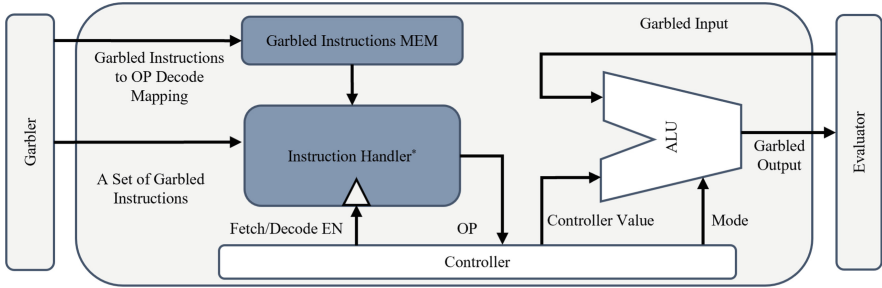 Garbler
Garbled Instructions
to OP Decode
Mapping
Garbled Instructions MEM
A Set of Garbled
Instructions
Instruction Handler*
Fetch/Decode EN
OP
Controller
Controller Value
Mode
Garbled Input
ALU
Garbled
Output
Evaluator